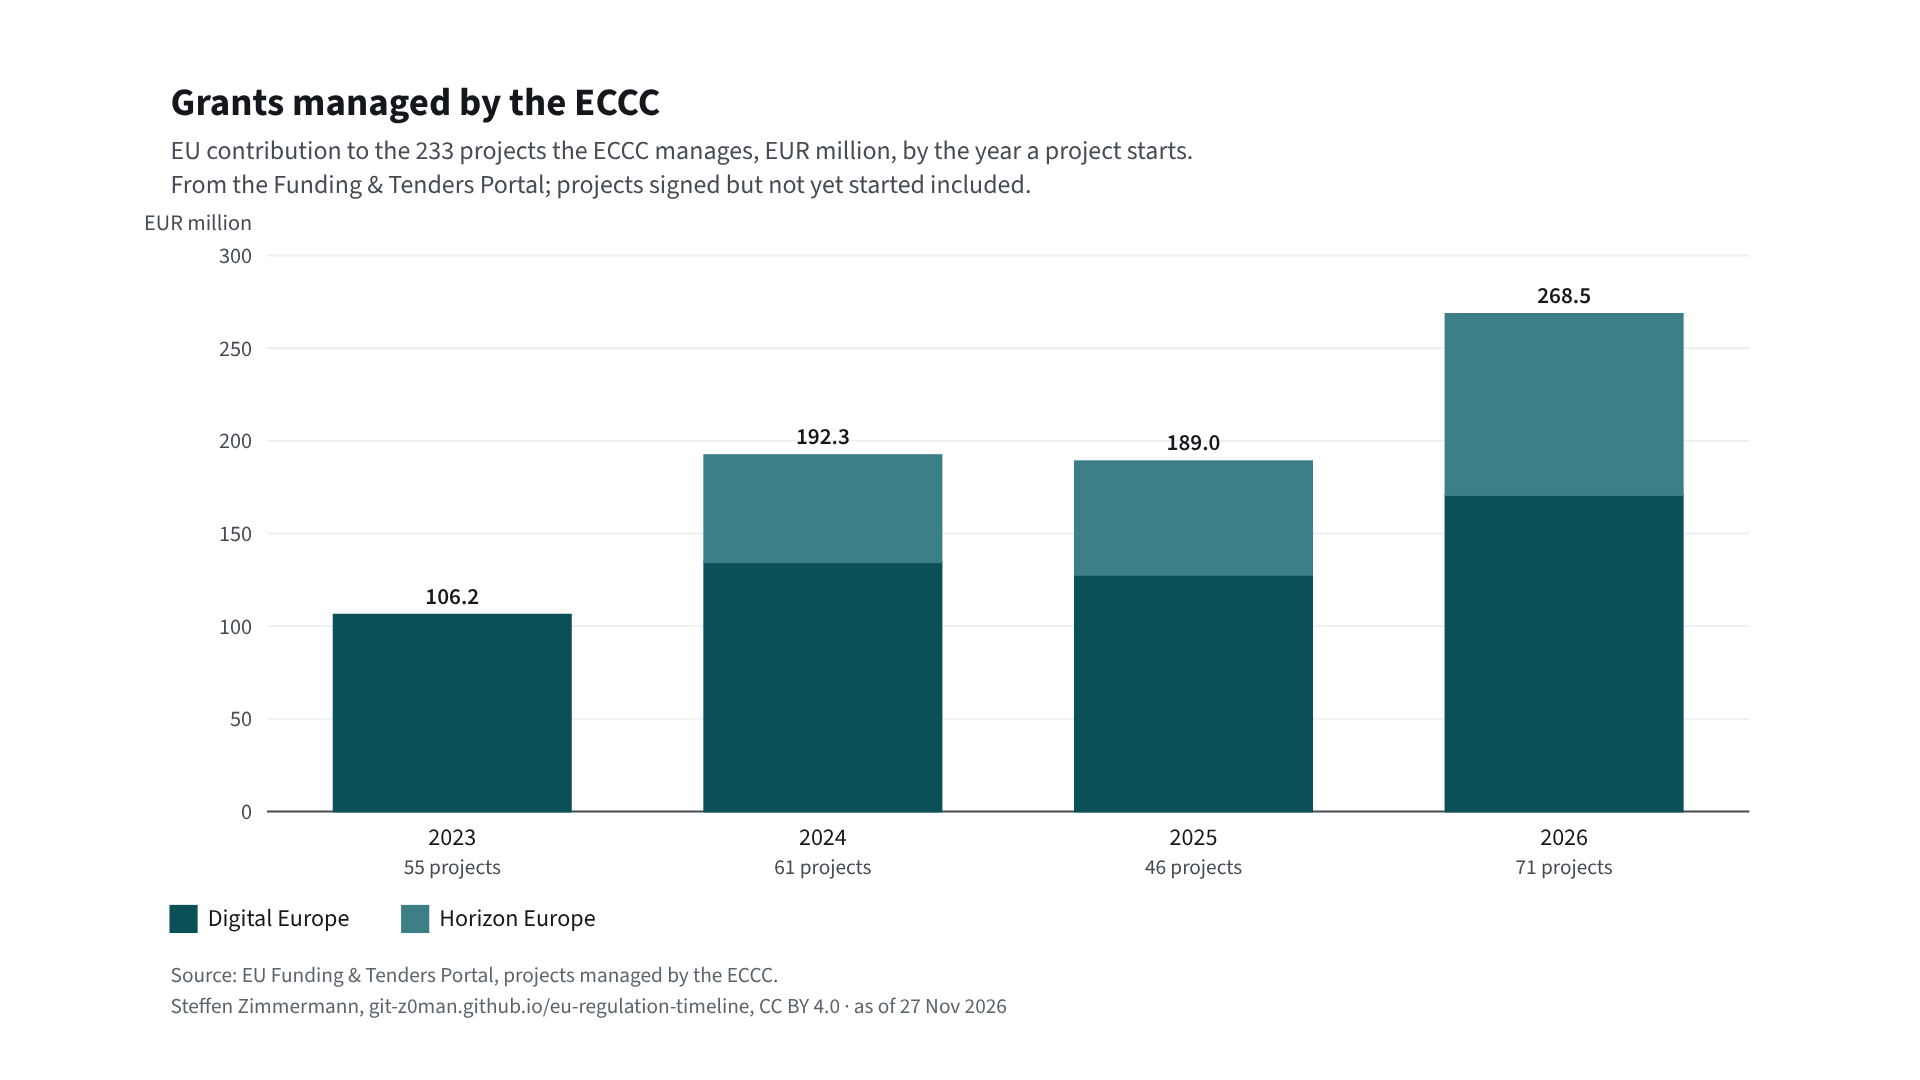 Grants managed by the ECCC
EU contribution to the 233 projects the ECCC manages, EUR million, by the year a project starts.
From the Funding & Tenders Portal; projects signed but not yet started included.
EUR million
300
250
200
150
100
50
0
106.2
192.3
189.0
268.5
2023
2024
2025
2026
55 projects
61 projects
46 projects
71 projects
Digital Europe
Horizon Europe
Source: EU Funding & Tenders Portal, projects managed by the ECCC.
Steffen Zimmermann, git-z0man.github.io/eu-regulation-timeline, CC BY 4.0 · as of 27 Nov 2026